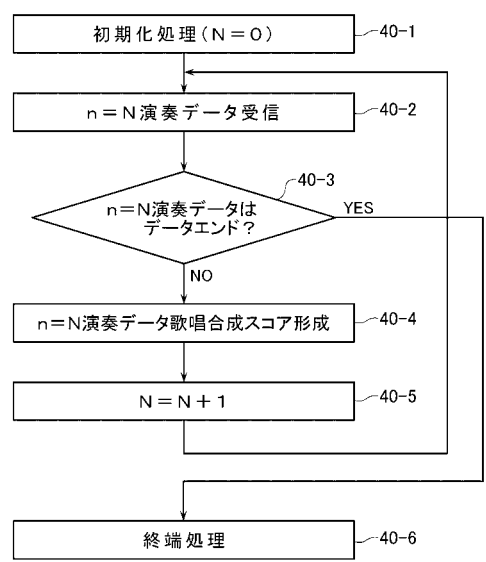 初期化処理(N=0)
40-1
n=N演奏データ受信
40-2
40-3
n=N演奏データは
データエンド?
YES
NO
n=N演奏データ歌唱合成スコア形成
40-4
N=N+1
40-5
終端処理
40-6